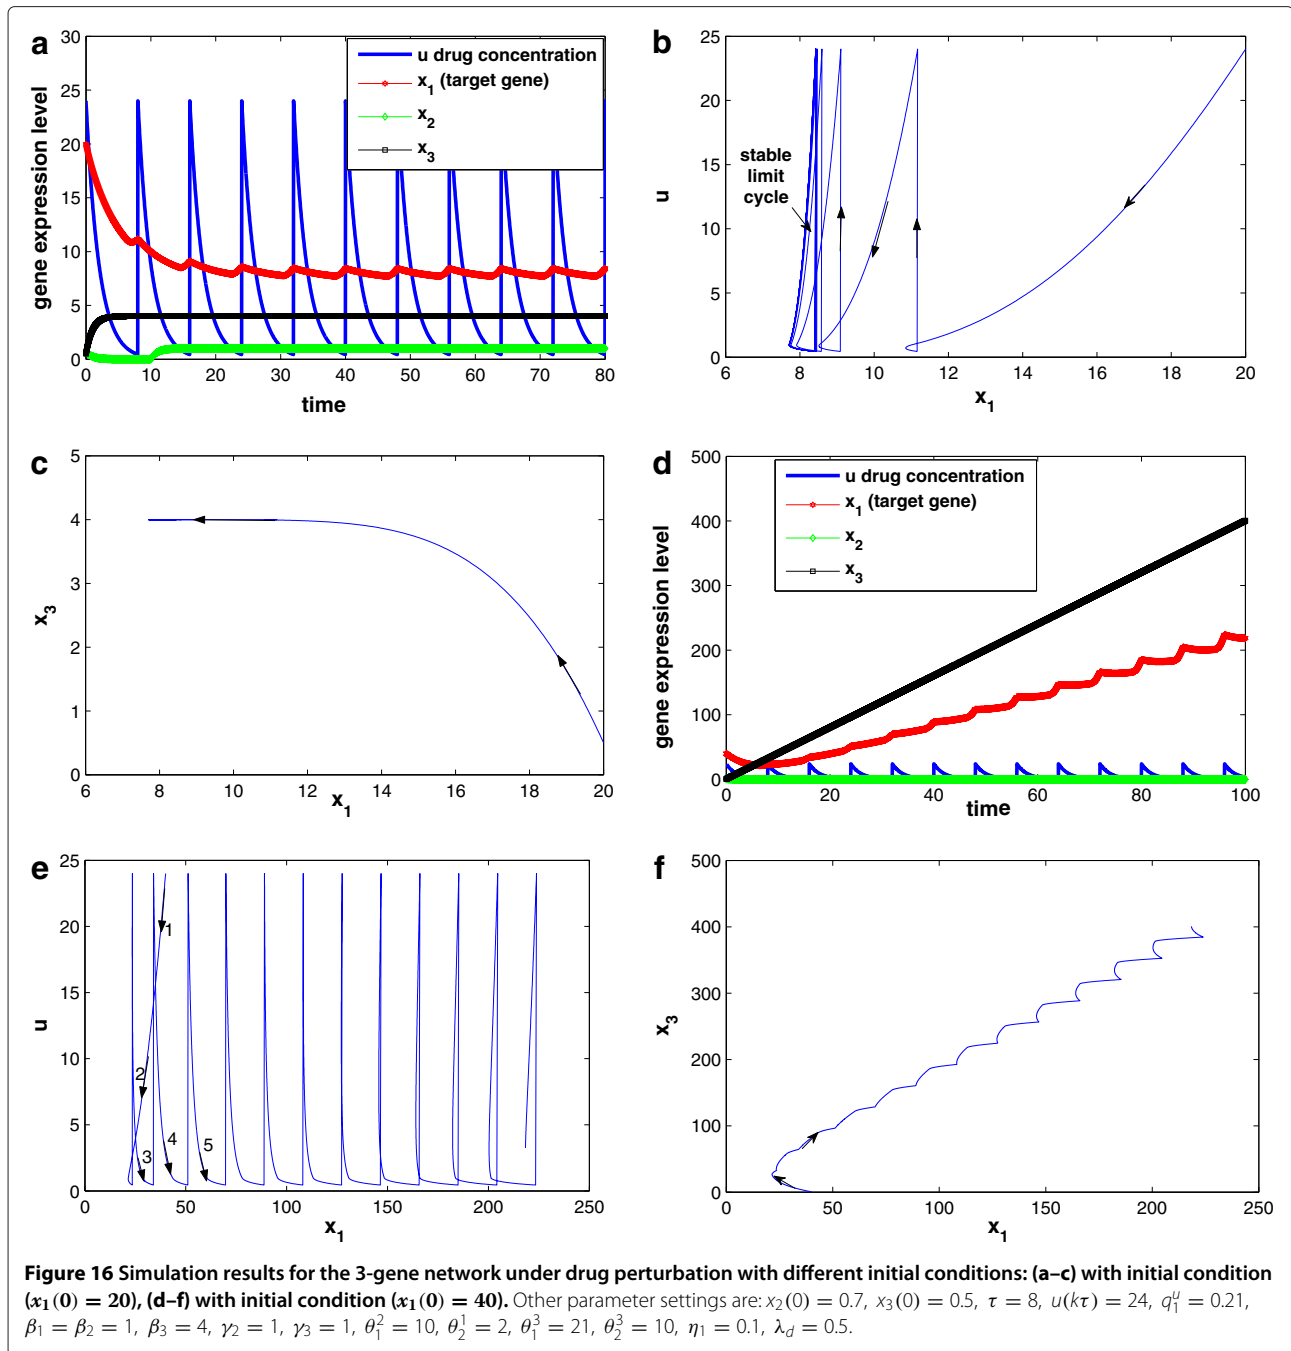 a
30
25
20
15
10
5
0
0 10 20 30 40 50 60 70 80
gene expression level
time
u drug concentration
x₁ (target gene)
x₂
x₃
b
25
20
15
10
5
0
6 8 10 12 14 16 18 20
u
x₁
stable
limit
cycle
c
5
4
3
2
1
0
6 8 10 12 14 16 18 20
x₃
x₁
d
500
400
300
200
100
0
0 20 40 60 80 100
gene expression level
time
u drug concentration
x₁ (target gene)
x₂
x₃
e
25
20
15
10
5
0
0 50 100 150 200 250
u
x₁
1
2
3
4
5
f
500
400
300
200
100
0
0 50 100 150 200 250
x₃
x₁
Figure 16 Simulation results for the 3-gene network under drug perturbation with different initial conditions: (a–c) with initial condition
(x₁(0) = 20), (d–f) with initial condition (x₁(0) = 40). Other parameter settings are: x₂(0) = 0.7, x₃(0) = 0.5, τ = 8, u(kτ) = 24, q₁ᵘ = 0.21,
β₁ = β₂ = 1, β₃ = 4, γ₂ = 1, γ₃ = 1, θ₁² = 10, θ₂¹ = 2, θ₁³ = 21, θ₂³ = 10, η₁ = 0.1, λ_d = 0.5.